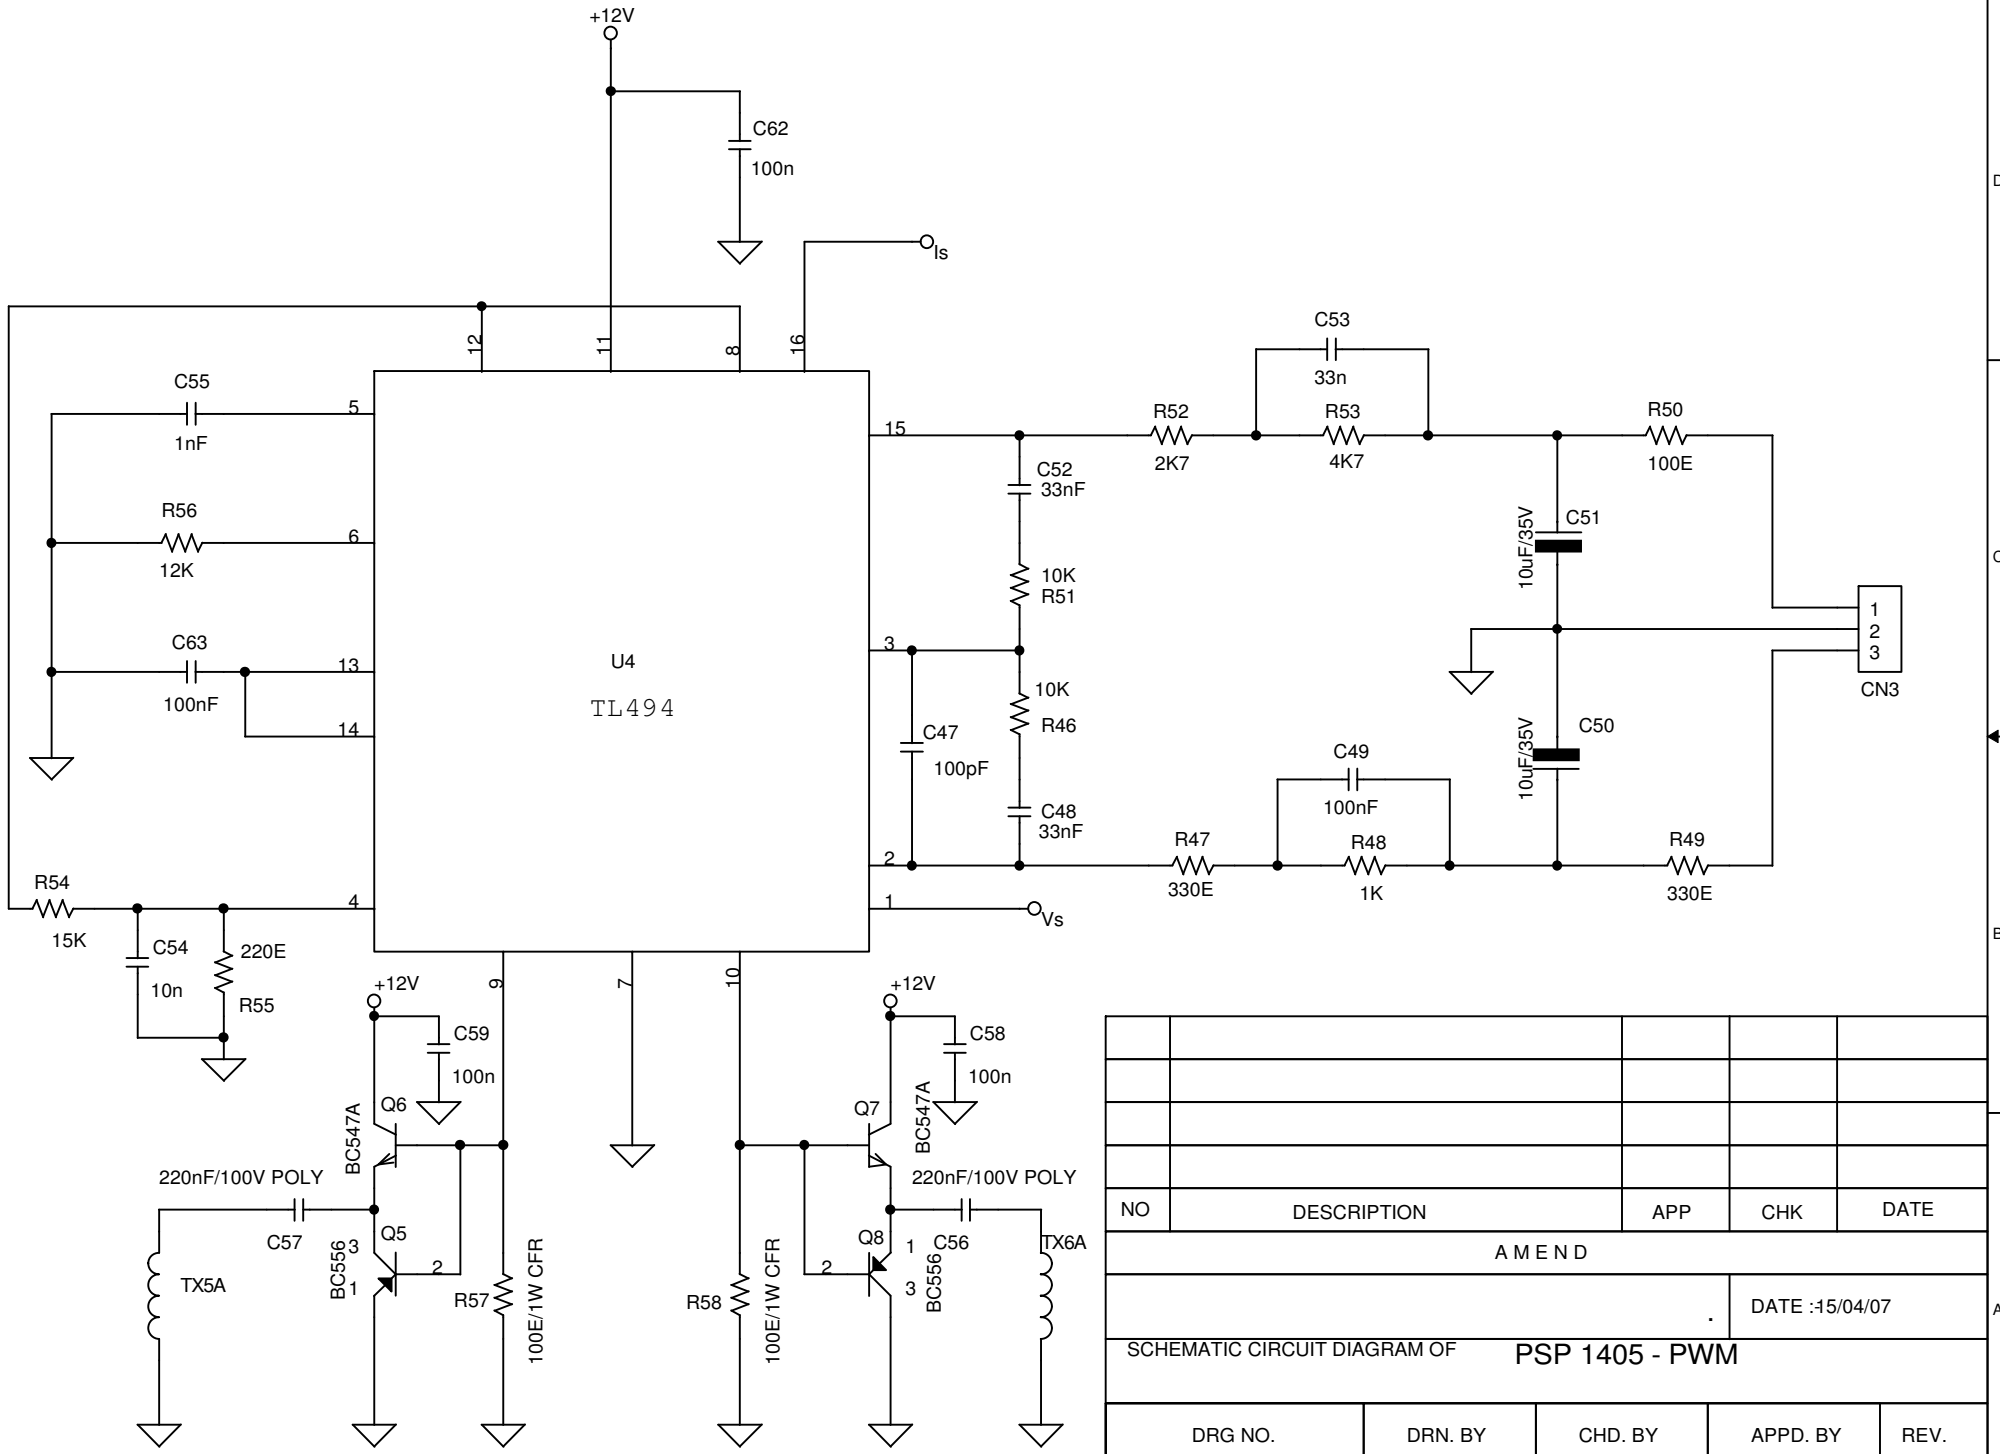 +12V
C62
100n
D
Is
12
11
8
16
C53
33n
C55
5
1nF
15
R52
2K7
R53
4K7
R50
100E
C52
33nF
R56
6
12K
10K
R51
10uF/35V
C51
C
1
2
3
CN3
C63
13
100nF
14
3
U4
TL494
10K
R46
C47
100pF
C48
33nF
C49
100nF
10uF/35V
C50
2
R47
330E
R48
1K
R49
330E
R54
15K
4
1
Vs
C54
10n
220E
R55
B
9
7
10
+12V
C59
100n
+12V
C58
100n
BC547A
Q6
Q7
BC547A
220nF/100V POLY
C57
220nF/100V POLY
C56
TX5A
BC556
3
Q5
1
2
R57
100E/1W CFR
R58
100E/1W CFR
Q8
2
1
3
BC556
TX6A
NO
DESCRIPTION
APP
CHK
DATE
A M E N D
.
DATE :-15/04/07
A
SCHEMATIC CIRCUIT DIAGRAM OF
PSP 1405 - PWM
DRG NO.
DRN. BY
CHD. BY
APPD. BY
REV.